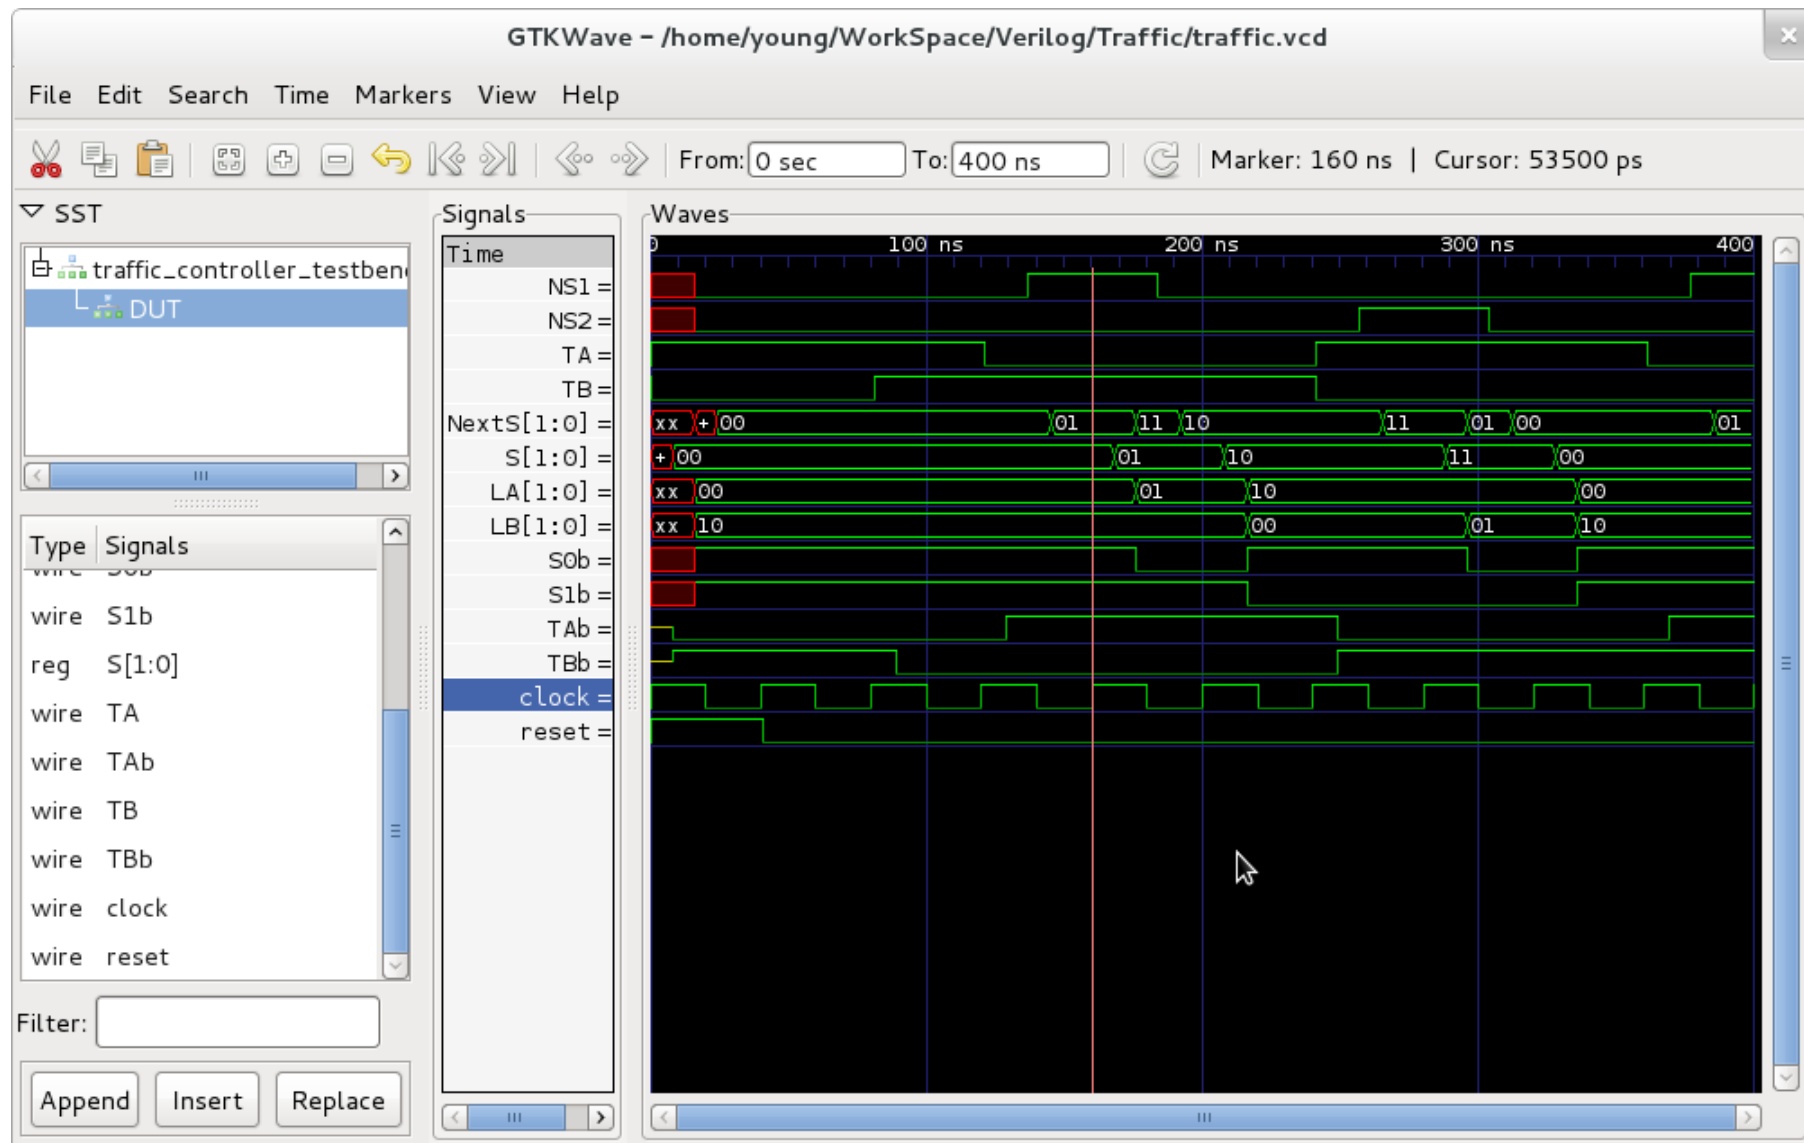 GTKWave – /home/young/WorkSpace/Verilog/Traffic/traffic.vcd
File Edit Search Time Markers View Help
From: 0 sec To: 400 ns Marker: 160 ns | Cursor: 53500 ps
SST
traffic_controller_testben
DUT
Type Signals
wire S0b
wire S1b
reg S[1:0]
wire TA
wire TAb
wire TB
wire TBb
wire clock
wire reset
Filter:
Append Insert Replace
Signals
Time
NS1 =
NS2 =
TA =
TB =
NextS[1:0] =
S[1:0] =
LA[1:0] =
LB[1:0] =
S0b =
S1b =
TAb =
TBb =
clock =
reset =
Waves
0 100 ns 200 ns 300 ns 400
xx + 00 01 11 10 11 01 00 01
+ 00 01 10 11 00
xx 00 01 10 00
xx 10 00 01 10